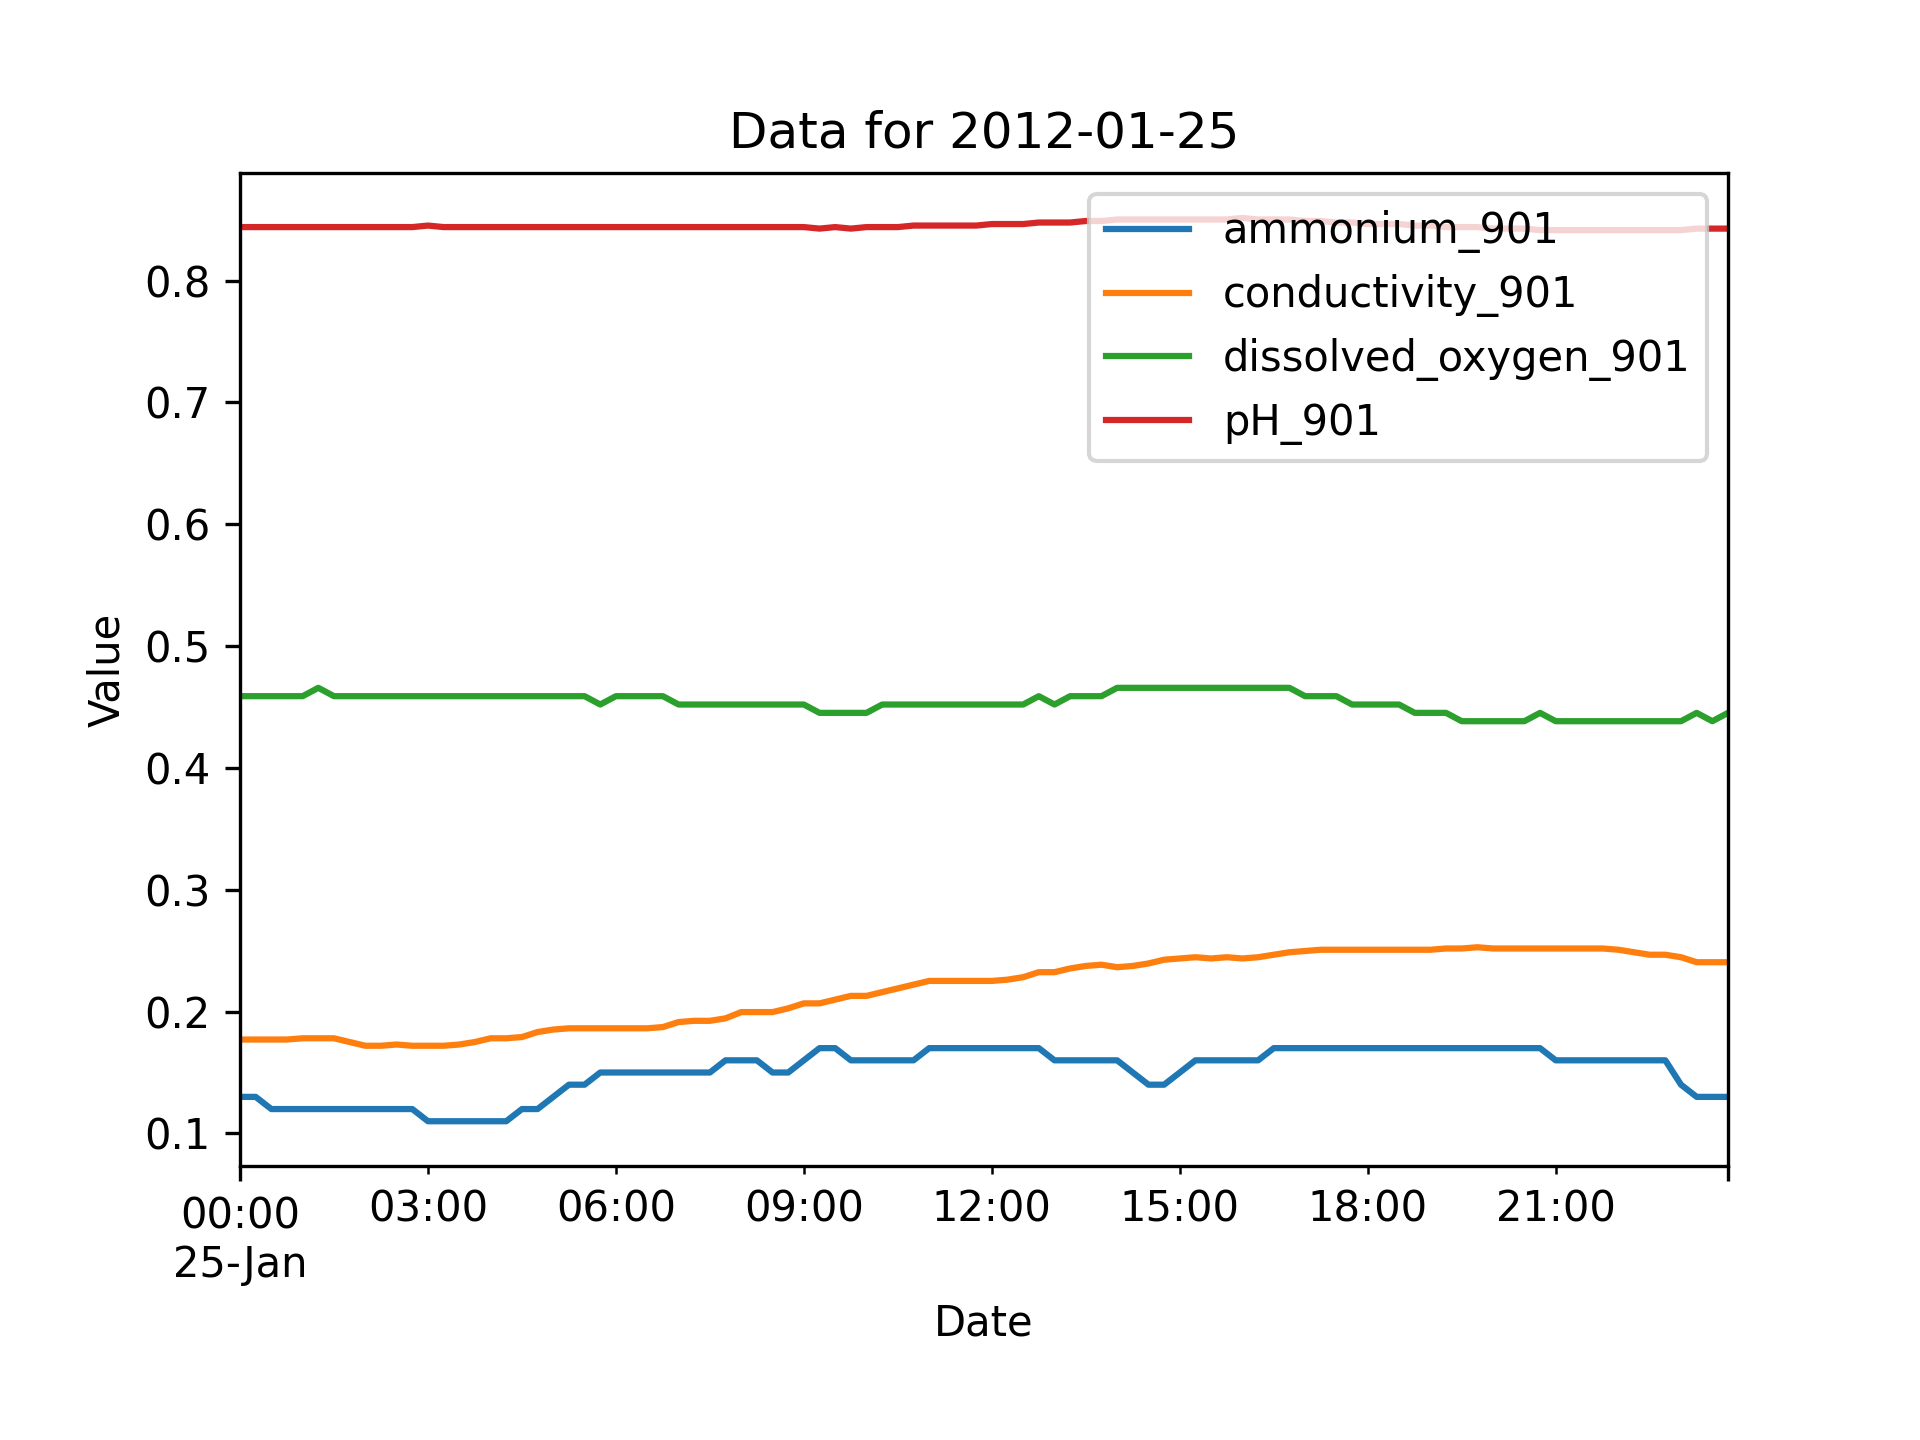 Data for 2012-01-25
ammonium_901
conductivity_901
dissolved_oxygen_901
pH_901
Value
0.8
0.7
0.6
0.5
0.4
0.3
0.2
0.1
00:00 03:00 06:00 09:00 12:00 15:00 18:00 21:00
25-Jan
Date